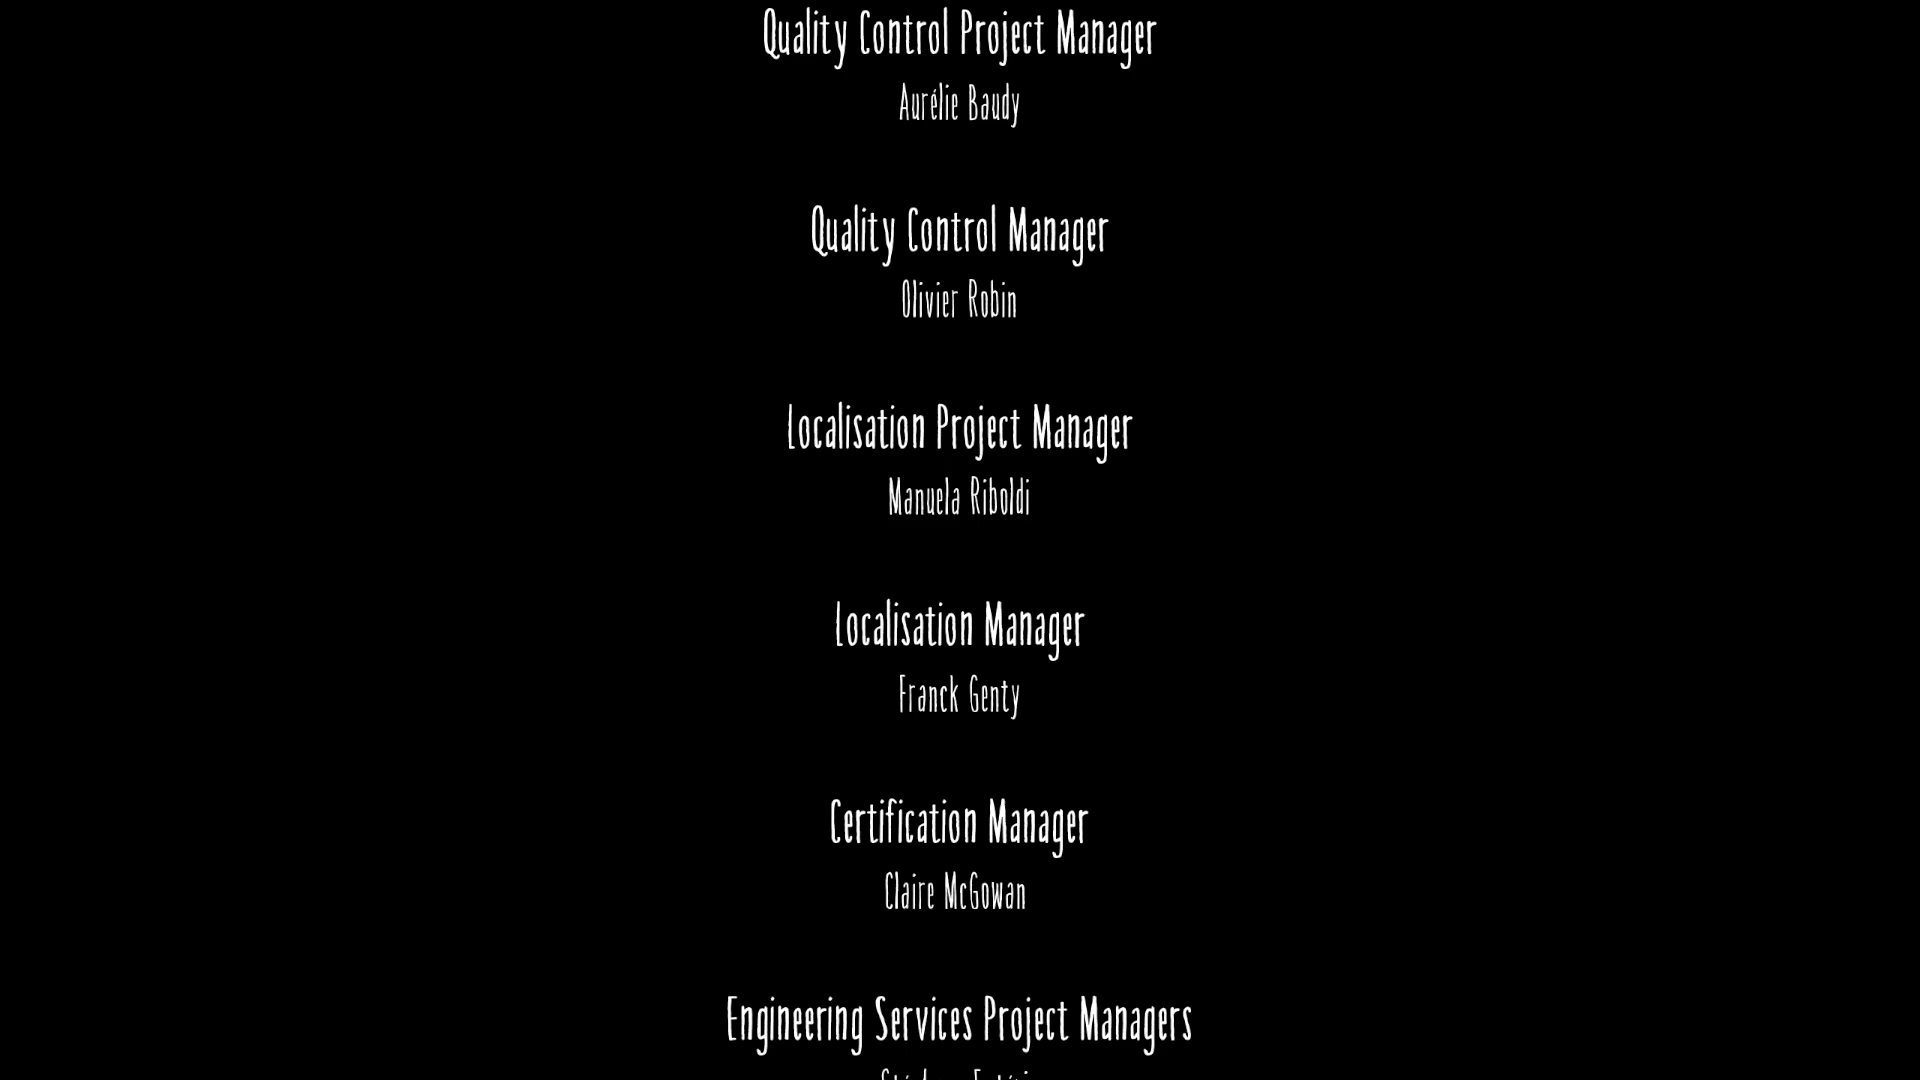 Quality Control Project Manager
Aurélie Baudy
Quality Control Manager
Olivier Robin
Localisation Project Manager
Manuela Riboldi
Localisation Manager
Franck Genty
Certification Manager
Claire McGowan
Engineering Services Project Managers